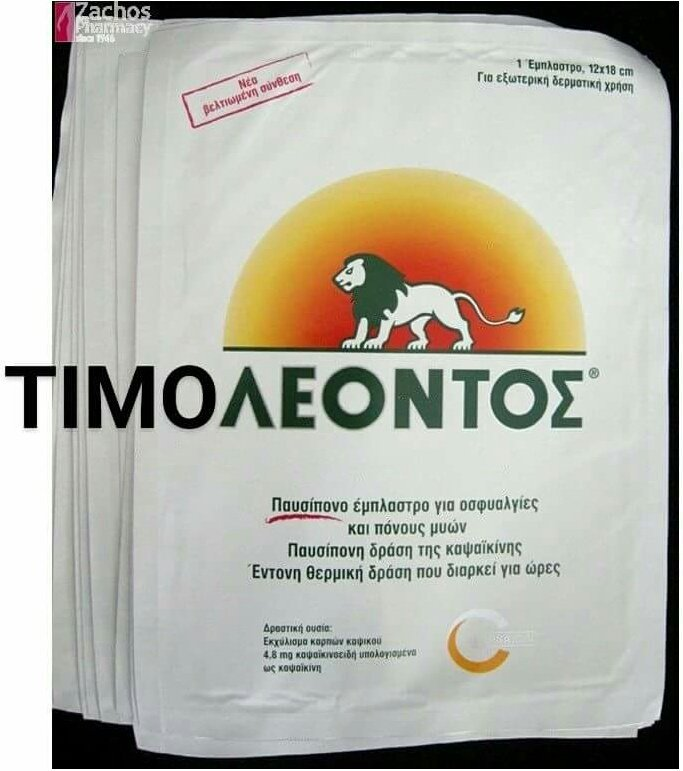 Zachos
Pharmacy
since 1946
1 Έμπλαστρο, 12x18 cm
Για εξωτερική δερματική χρήση
Νέα
βελτιωμένη σύνθεση
ΤΙΜΟΛΕΟΝΤΟΣ®
Παυσίπονο έμπλαστρο για οσφυαλγίες
και πόνους μυών
Παυσίπονη δράση της καψαϊκίνης
Έντονη θερμική δράση που διαρκεί για ώρες
Δραστική ουσία:
Εκχύλισμα καρπών καψικού
4,8 mg καψαϊκινοειδή υπολογισμένα
ως καψαϊκίνη